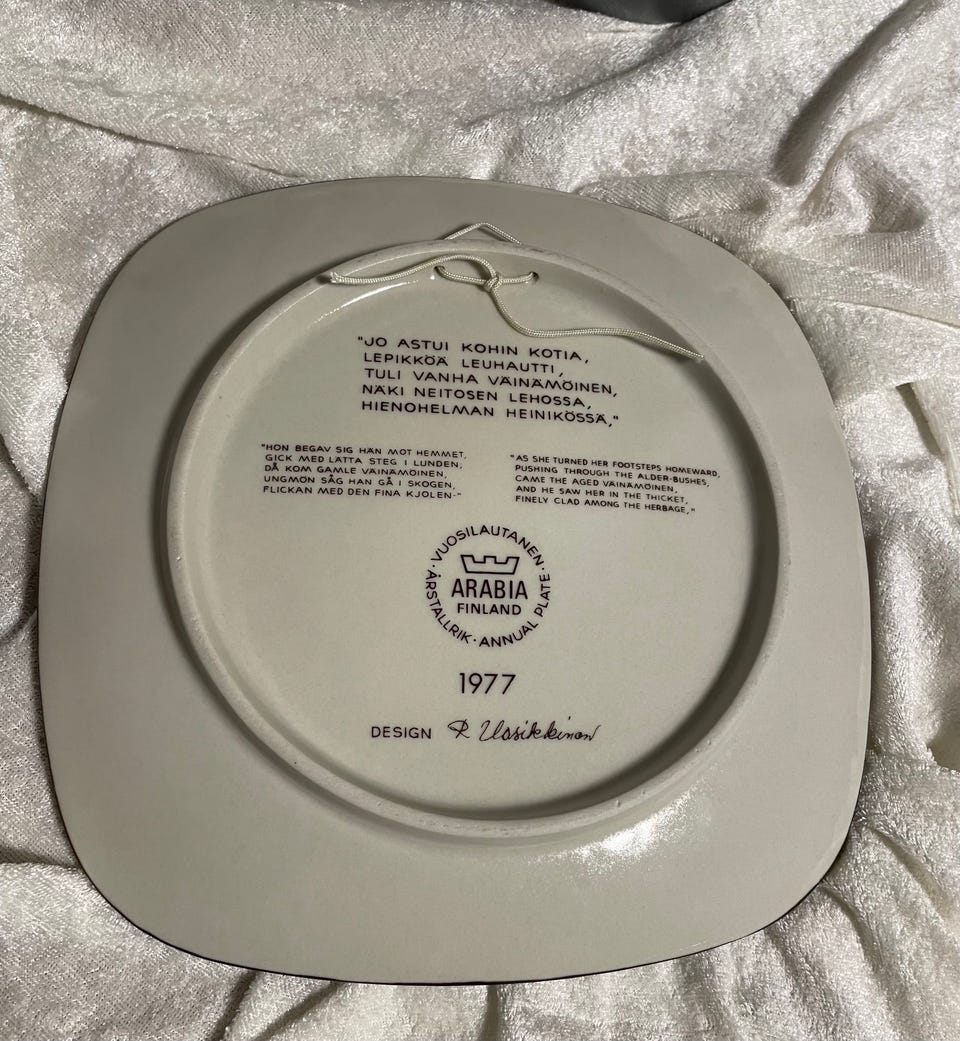 "JO ASTUI KOHIN KOTIA,
LEPIKKÖÄ LEUHAUTTI,
TULI VANHA VÄINÄMÖINEN,
NÄKI NEITOSEN LEHOSSA,
HIENOHELMAN HEINIKÖSSÄ,"
"HON BEGAV SIG HÄN MOT HEMMET,
GICK MED LÄTTA STEG I LUNDEN;
DÅ KOM GAMLE VÄINÄMÖINEN,
UNGMÖN SÅG HAN GÅ I SKOGEN,
FLICKAN MED DEN FINA KJOLEN-"
"AS SHE TURNED HER FOOTSTEPS HOMEWARD,
PUSHING THROUGH THE ALDER-BUSHES,
CAME THE AGED VÄINÄMÖINEN,
AND HE SAW HER IN THE THICKET,
FINELY CLAD AMONG THE HERBAGE,"
· VUOSILAUTANEN ·
ARABIA
FINLAND
ÅRSTALLRIK · ANNUAL PLATE
1977
DESIGN R Uosikkinen